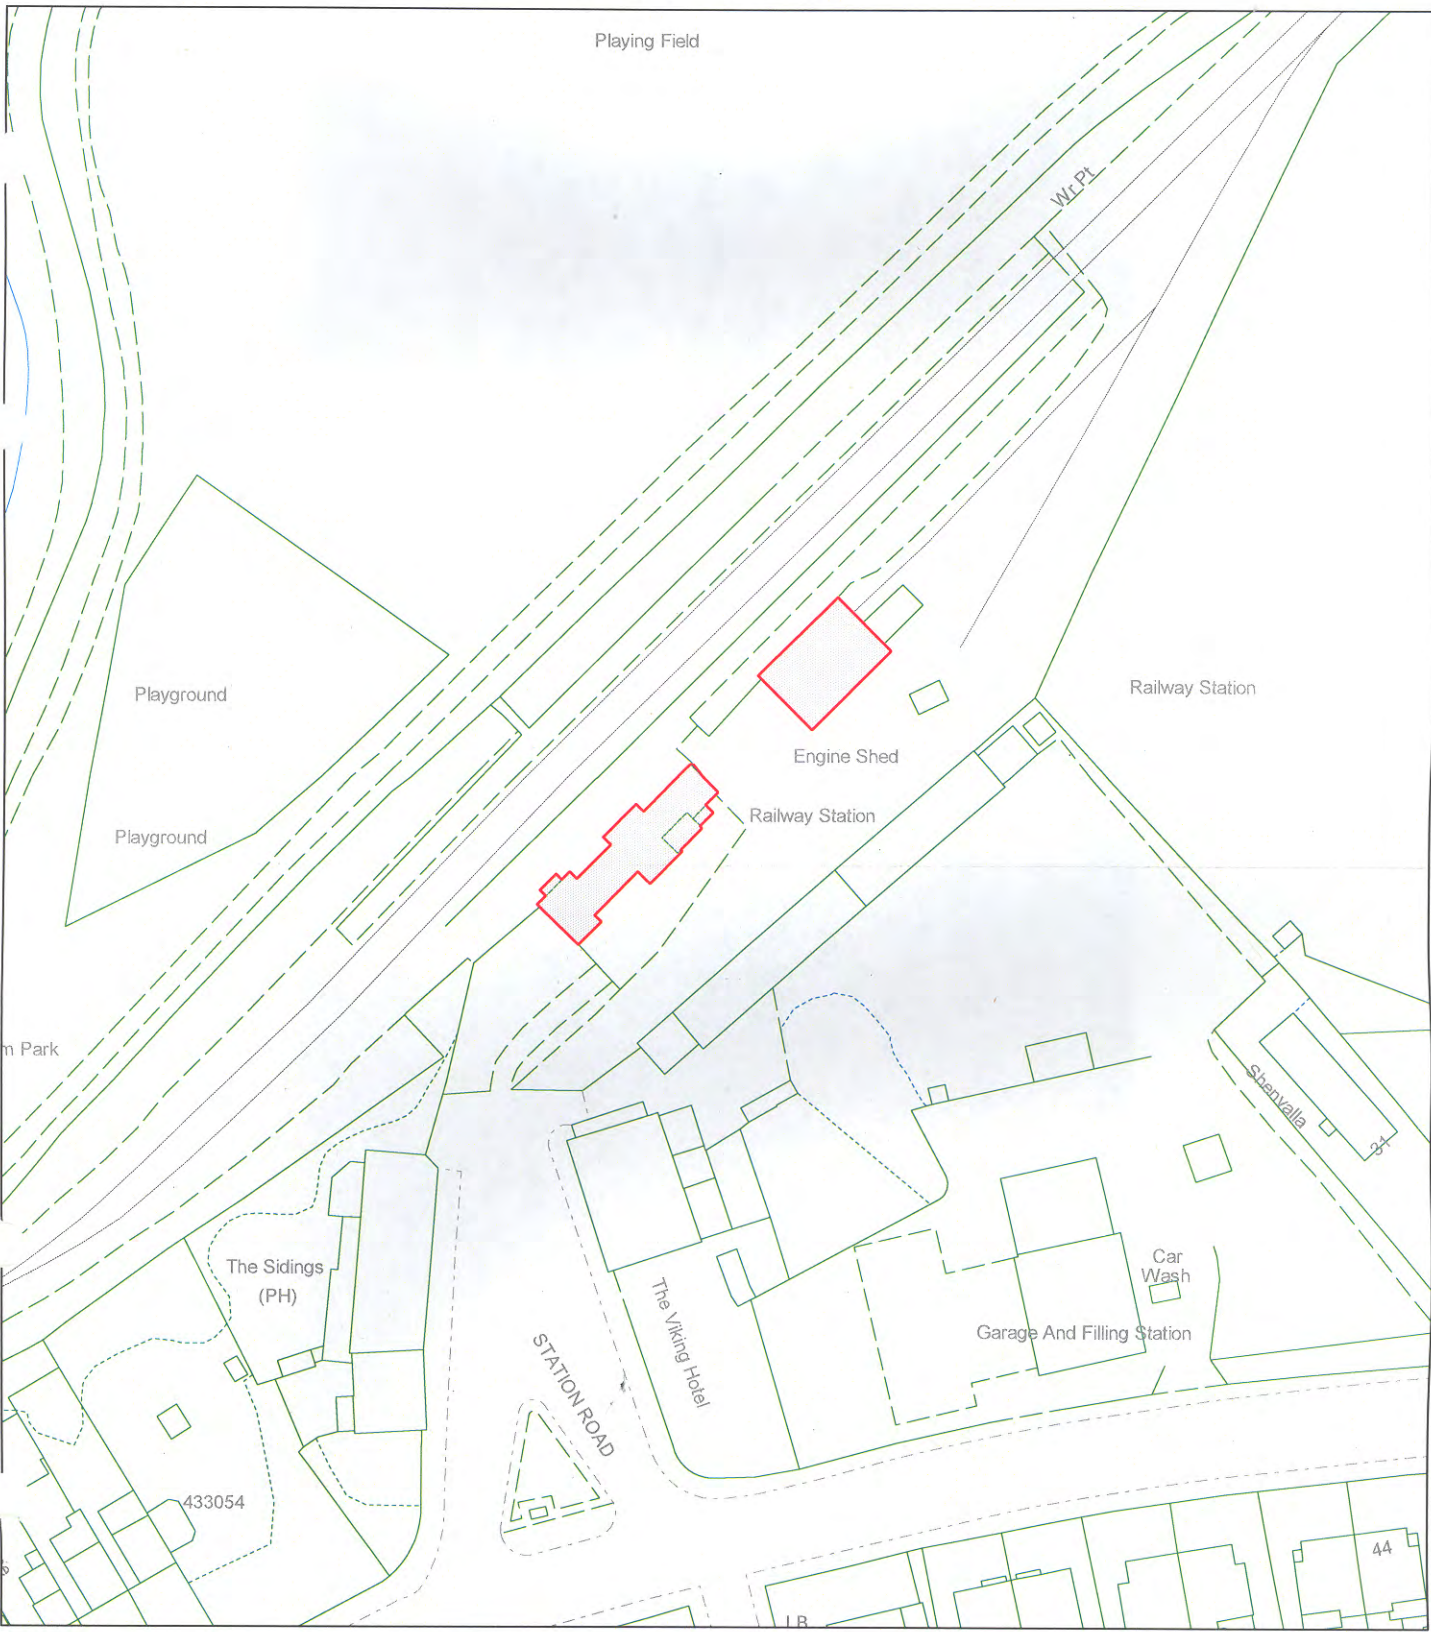 Playing Field
Wr Pt
Playground
Railway Station
Engine Shed
Railway Station
Playground
m Park
Shenvalla
31
The Sidings
(PH)
Car
Wash
The Viking Hotel
Garage And Filling Station
STATION ROAD
433054
44
LB